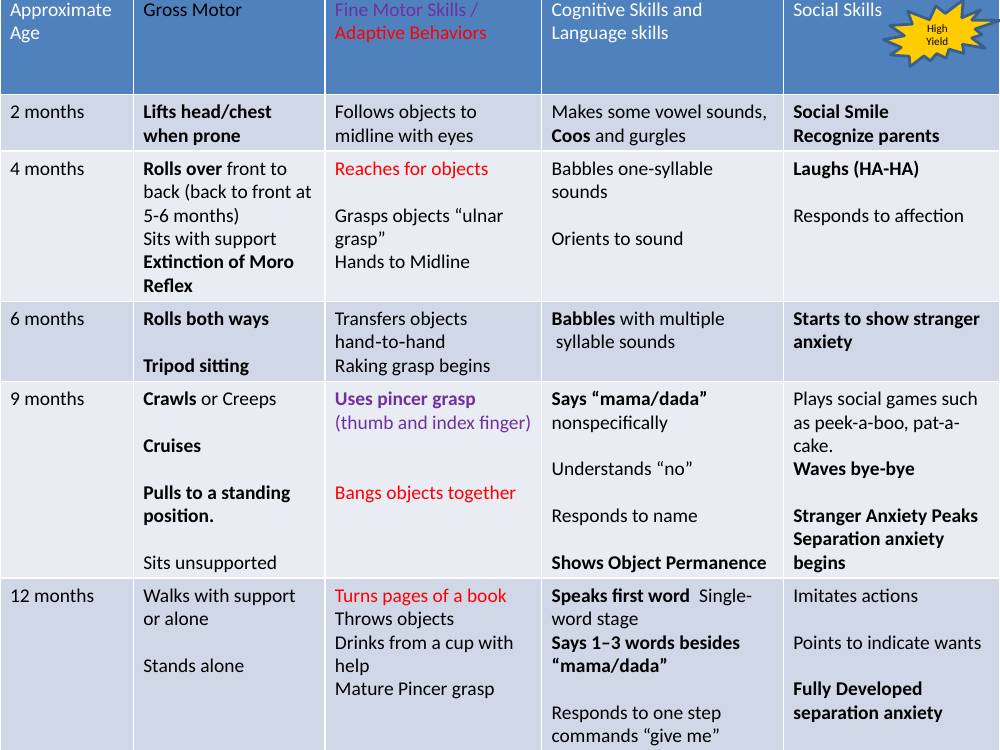 Approximate
Age
Gross Motor
Fine Motor Skills /
Adaptive Behaviors
Cognitive Skills and
Language skills
Social Skills
High
Yield
2 months
Lifts head/chest
when prone
Follows objects to
midline with eyes
Makes some vowel sounds,
Coos and gurgles
Social Smile
Recognize parents
4 months
Rolls over front to
back (back to front at
5-6 months)
Sits with support
Extinction of Moro
Reflex
Reaches for objects
Grasps objects “ulnar
grasp”
Hands to Midline
Babbles one-syllable
sounds
Orients to sound
Laughs (HA-HA)
Responds to affection
6 months
Rolls both ways
Tripod sitting
Transfers objects
hand-to-hand
Raking grasp begins
Babbles with multiple
syllable sounds
Starts to show stranger
anxiety
9 months
Crawls or Creeps
Cruises
Pulls to a standing
position.
Sits unsupported
Uses pincer grasp
(thumb and index finger)
Bangs objects together
Says “mama/dada”
nonspecifically
Understands “no”
Responds to name
Shows Object Permanence
Plays social games such
as peek-a-boo, pat-a-
cake.
Waves bye-bye
Stranger Anxiety Peaks
Separation anxiety
begins
12 months
Walks with support
or alone
Stands alone
Turns pages of a book
Throws objects
Drinks from a cup with
help
Mature Pincer grasp
Speaks first word Single-
word stage
Says 1–3 words besides
“mama/dada”
Responds to one step
commands “give me”
Imitates actions
Points to indicate wants
Fully Developed
separation anxiety